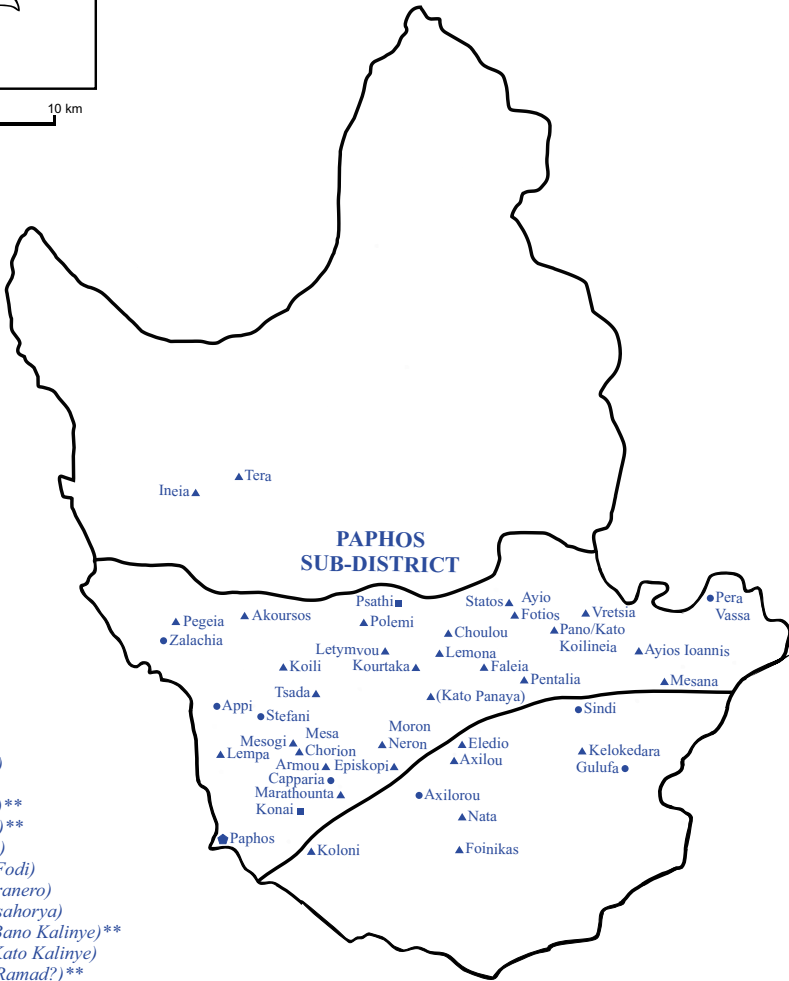 10 km
Tera
Ineia
PAPHOS
SUB-DISTRICT
Psathi
Statos
Ayio
Fotios
Pera
Vassa
Pegeia
Akoursos
Polemi
Vretsia
Zalachia
Choulou
Pano/Kato
Koilineia
Letymvou
Lemona
Ayios Ioannis
Koili
Kourtaka
Faleia
Pentalia
Mesana
Tsada
(Kato Panaya)
Appi
Stefani
Sindi
Moron
Neron
Mesa
Chorion
Mesogi
Lempa
Eledio
Kelokedara
Armou
Episkopi
Axilou
Gulufa
Capparia
Marathounta
Axilorou
Konai
Nata
Paphos
Koloni
Foinikas
)
)**
)**
)
Fodi)
ranero)
sahorya)
Bano Kalinye)**
Kato Kalinye)
Ramad?)**